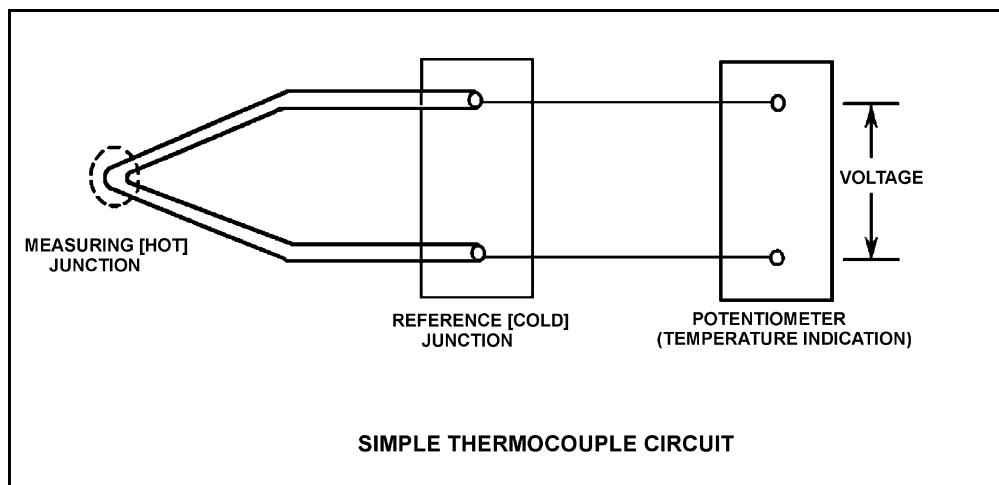 VOLTAGE
MEASURING [HOT]
JUNCTION
REFERENCE [COLD]
JUNCTION
POTENTIOMETER
(TEMPERATURE INDICATION)
SIMPLE THERMOCOUPLE CIRCUIT